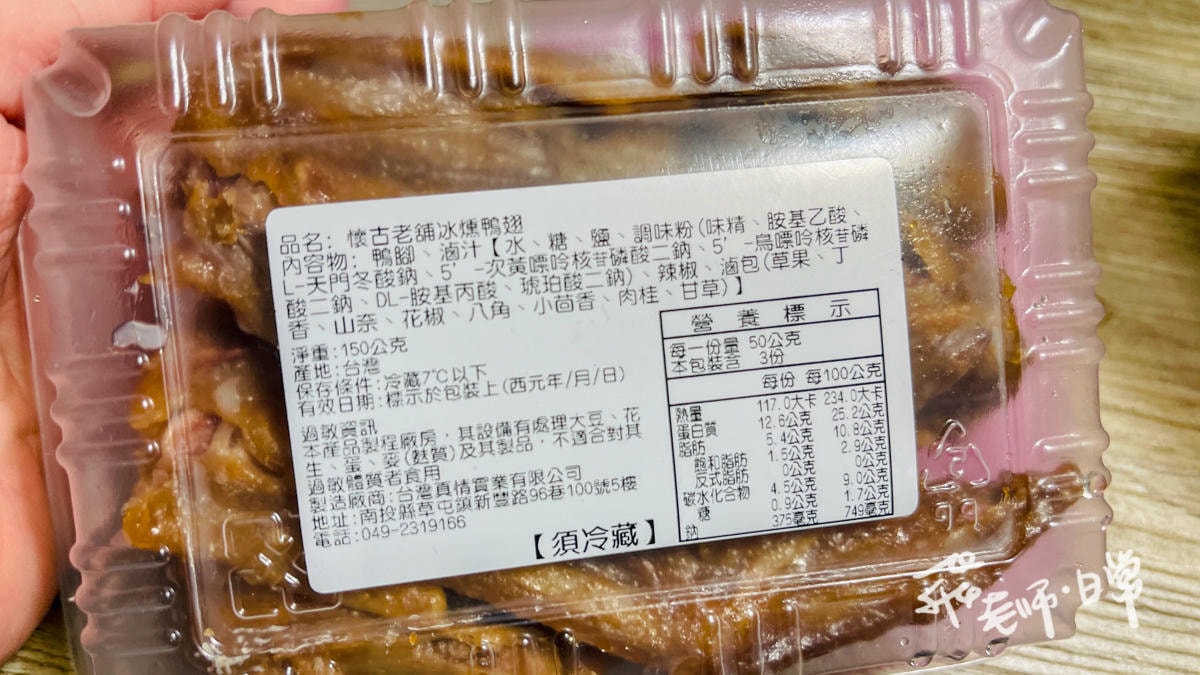 品名: 懷古老舖冰燻鴨翅
內容物: 鴨腳、滷汁【水、糖、鹽、調味粉(味精、胺基乙酸、
L-天門冬酸鈉、5'-次黃嘌呤核苷磷酸二鈉、5'-鳥嘌呤核苷磷
酸二鈉、DL-胺基丙酸、琥珀酸二鈉)、辣椒、滷包(草果、丁
香、山奈、花椒、八角、小茴香、肉桂、甘草)】
淨重:150公克
產地:台灣
保存條件:冷藏7℃以下
有效日期:標示於包裝上(西元年/月/日)
過敏資訊
本產品製程廠房，其設備有處理大豆、花
生、蛋、麥(麩質)及其製品，不適合對其
過敏體質者食用
製造廠商:台灣真情實業有限公司
地址:南投縣草屯鎮新豐路96巷100號5樓
電話:049-2319166
【須冷藏】
營養標示
每一份量 50公克
本包裝含 3份
每份 每100公克
熱量 117.0大卡 234.0大卡
蛋白質 12.6公克 25.2公克
脂肪 5.4公克 10.8公克
飽和脂肪 1.5公克 2.9公克
反式脂肪 0公克 0公克
碳水化合物 4.5公克 9.0公克
糖 0.9公克 1.7公克
鈉 375毫克 749毫克
老師·日常